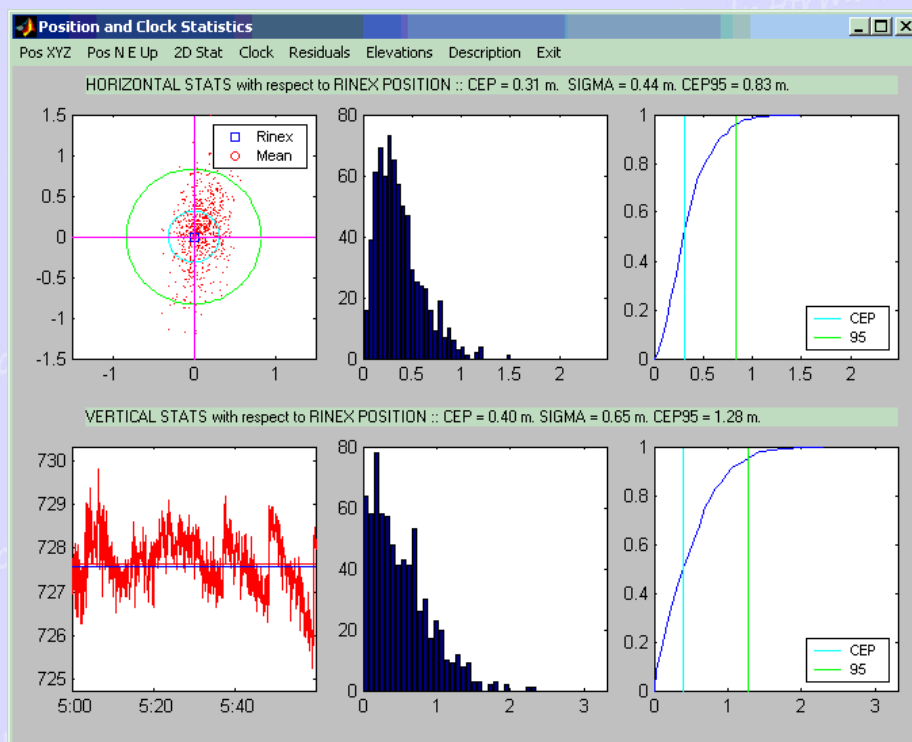 Position and Clock Statistics
Pos XYZ Pos N E Up 2D Stat Clock Residuals Elevations Description Exit
HORIZONTAL STATS with respect to RINEX POSITION :: CEP = 0.31 m. SIGMA = 0.44 m. CEP95 = 0.83 m.
1.5
1
0.5
0
-0.5
-1
-1.5
-1 0 1
Rinex
Mean
80
60
40
20
0
0 0.5 1 1.5 2
1
0.8
0.6
0.4
0.2
0
0 0.5 1 1.5 2
CEP
95
VERTICAL STATS with respect to RINEX POSITION :: CEP = 0.40 m. SIGMA = 0.65 m. CEP95 = 1.28 m.
730
729
728
727
726
725
5:00 5:20 5:40
80
60
40
20
0
0 1 2 3
1
0.8
0.6
0.4
0.2
0
0 1 2 3
CEP
95